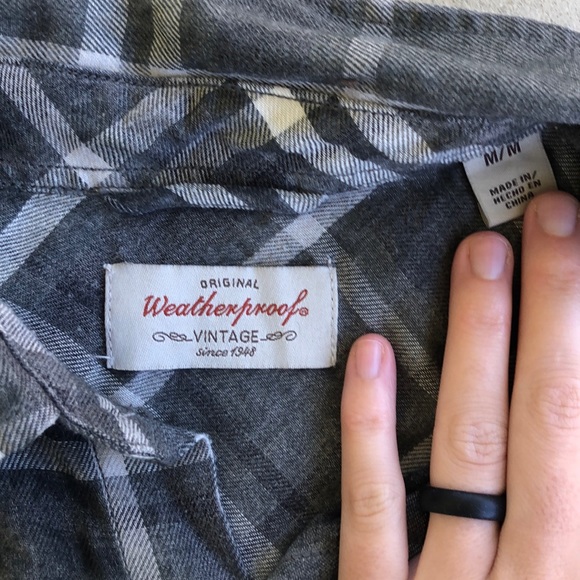 ORIGINAL
Weatherproof®
VINTAGE
since 1948
M/M
MADE IN/
HECHO EN
CHINA